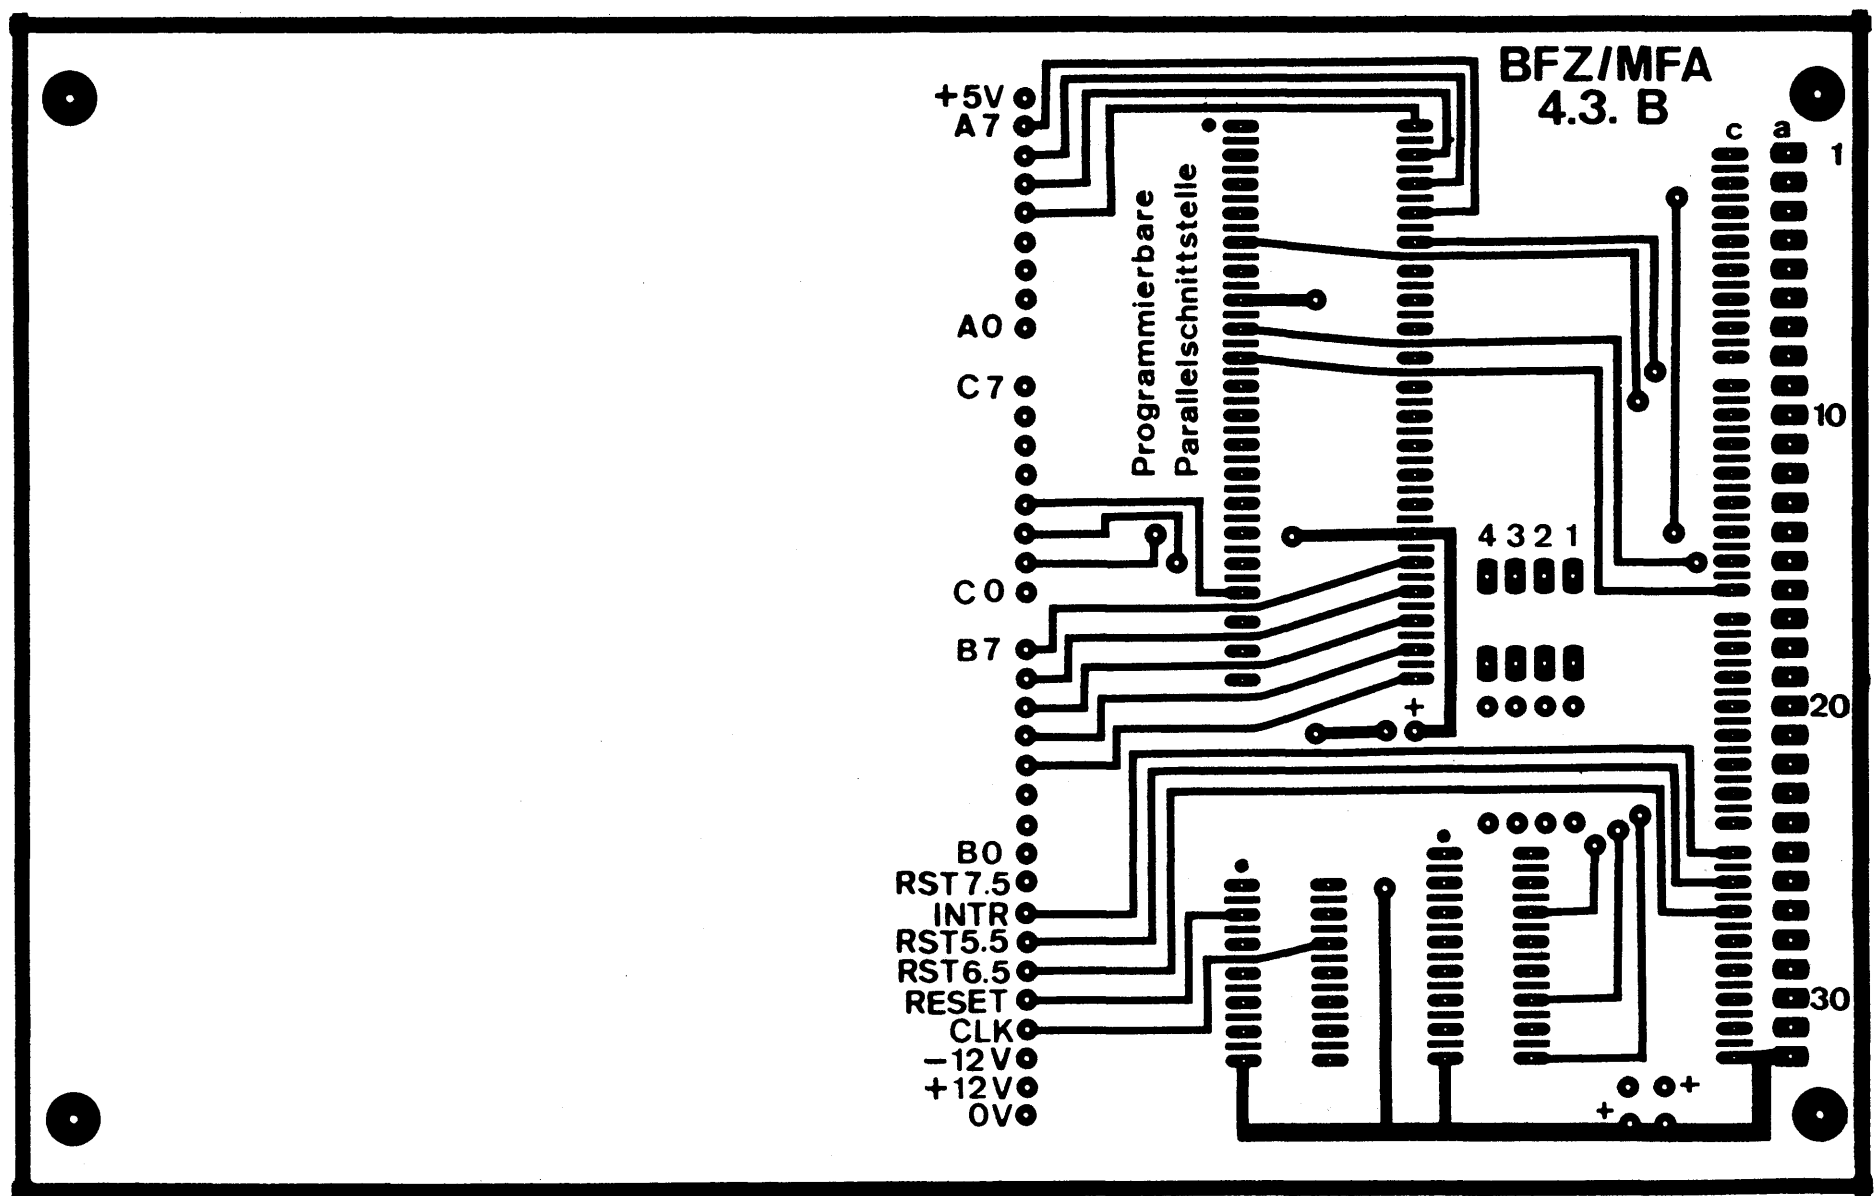 BFZ/MFA
4.3. B
c a
1
10
20
30
+5V
A7
A0
C7
C0
B7
B0
RST7.5
INTR
RST5.5
RST6.5
RESET
CLK
-12V
+12V
0V
Programmierbare
Parallelschnittstelle
4 3 2 1
+
+
+